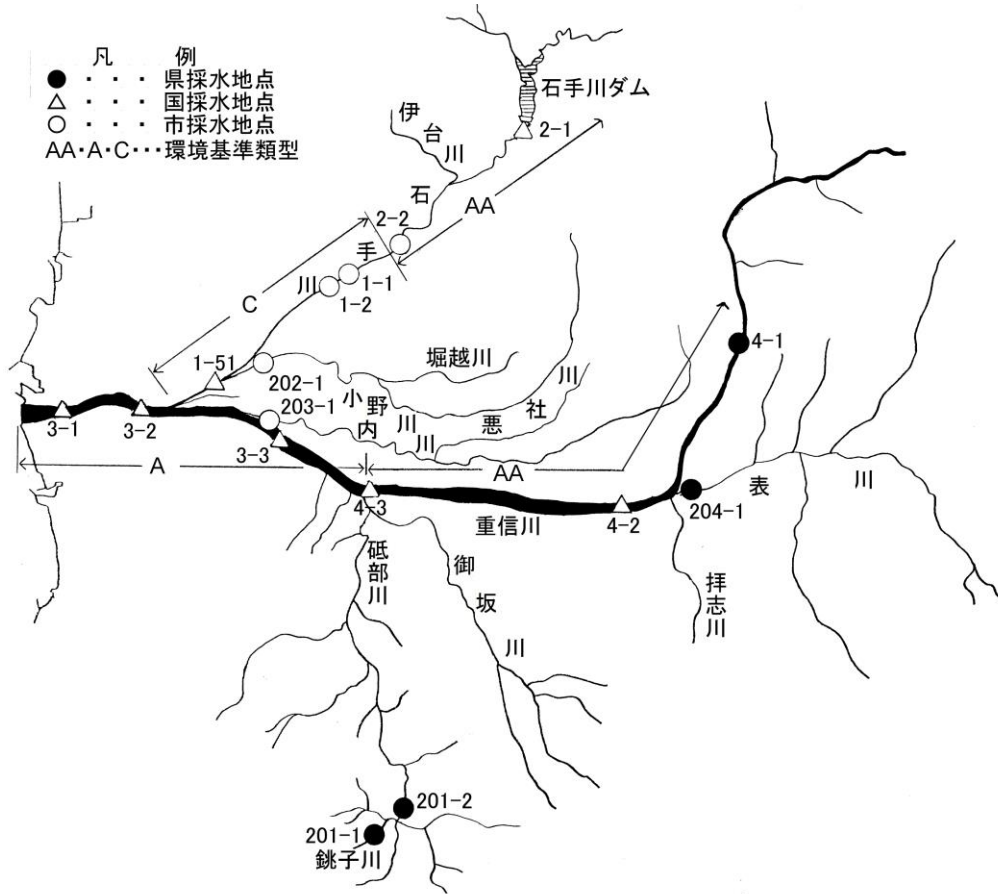 凡 例
● ・ ・ ・ 県採水地点
△ ・ ・ ・ 国採水地点
○ ・ ・ ・ 市採水地点
AA・A・C・・・環境基準類型
石手川ダム
2-1
伊台川
AA
石手川
2-2
1-1
1-2
C
1-51
202-1
堀越川
小野川
悪社川
4-1
203-1
内川
3-1
3-2
3-3
A
AA
4-3
重信川
4-2
204-1
表川
砥部川
御坂川
拝志川
201-2
201-1
銚子川